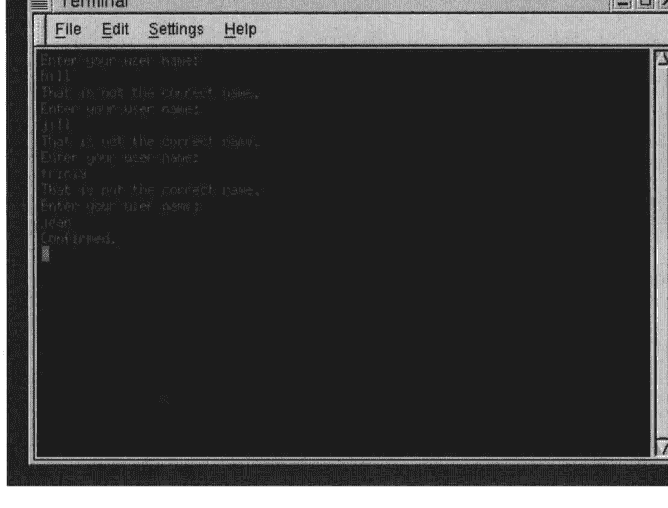 Terminal
File Edit Settings Help
Enter your user name:
bill
That is not the correct name.
Enter your user name:
jill
That is not the correct name.
Enter your user name:
That is not the correct name.
Enter your user name:
Confirmed.